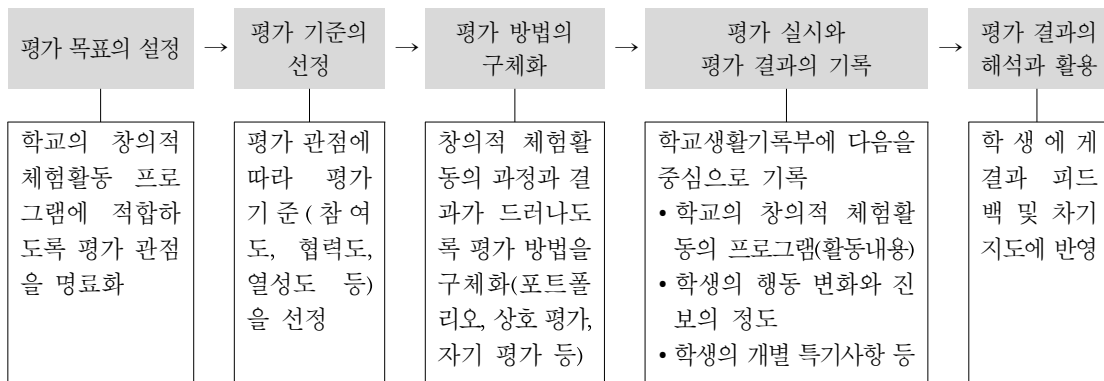 평가 목표의 설정
→
평가 기준의
선정
→
평가 방법의
구체화
→
평가 실시와
평가 결과의 기록
→
평가 결과의
해석과 활용
학교의 창의적
체험활동 프로
그램에 적합하
도록 평가 관점
을 명료화
평가 관점에
따라 평가
기준(참여
도, 협력도,
열성도 등)
을 선정
창의적 체험활
동의 과정과 결
과가 드러나도
록 평가 방법을
구체화(포트폴
리오, 상호 평가,
자기 평가 등)
학교생활기록부에 다음을
중심으로 기록
• 학교의 창의적 체험활
동의 프로그램(활동내용)
• 학생의 행동 변화와 진
보의 정도
• 학생의 개별 특기사항 등
학생에게
결과 피드
백 및 차기
지도에 반영